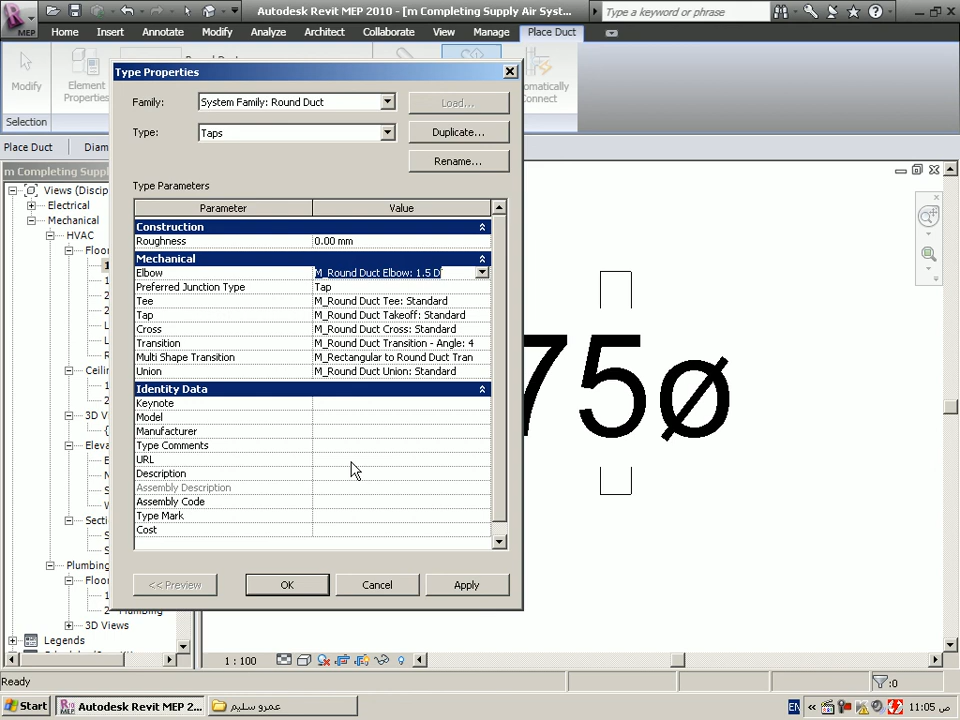 Autodesk Revit MEP 2010 - [m Completing Supply Air Syst...
Type a keyword or phrase
MEP
Home Insert Annotate Modify Analyze Architect Collaborate View Manage Place Duct
Modify
Element
Properties
Connect
Selection
Place Duct
m Completing Suppl
Views (Discip
Electrical
Mechanical
HVAC
Ceilin
3D V
Eleva
Secti
Plumbing
3D Views
Legends
Type Properties
Family: System Family: Round Duct Load...
Type: Taps Duplicate...
Rename...
Type Parameters
Parameter Value
Construction
Roughness 0.00 mm
Mechanical
Elbow M_Round Duct Elbow: 1.5 D
Preferred Junction Type Tap
Tee M_Round Duct Tee: Standard
Tap M_Round Duct Takeoff: Standard
Cross M_Round Duct Cross: Standard
Transition M_Round Duct Transition - Angle: 4
Multi Shape Transition M_Rectangular to Round Duct Tran
Union M_Round Duct Union: Standard
Identity Data
Keynote
Model
Manufacturer
Type Comments
URL
Description
Assembly Description
Assembly Code
Type Mark
Cost
<< Preview OK Cancel Apply
75ø
1 : 100
Ready
:0
Start Autodesk Revit MEP 2... عمرو سليم EN « 11:05 ص